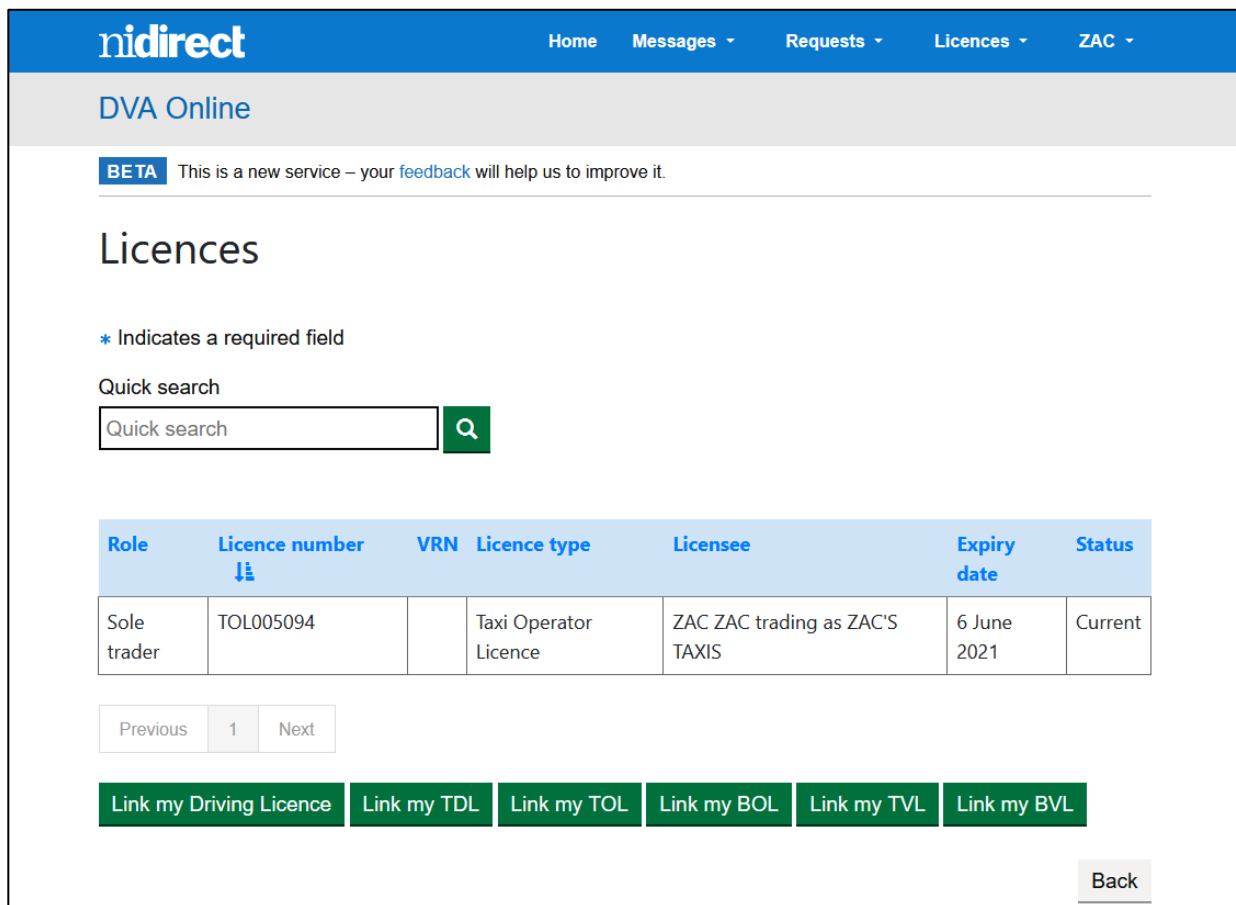 nidirect
Home Messages Requests Licences ZAC
DVA Online
BETA This is a new service – your feedback will help us to improve it.
Licences
* Indicates a required field
Quick search
Quick search
Role Licence number VRN Licence type Licensee Expiry date Status
Sole trader TOL005094 Taxi Operator Licence ZAC ZAC trading as ZAC'S TAXIS 6 June 2021 Current
Previous 1 Next
Link my Driving Licence Link my TDL Link my TOL Link my BOL Link my TVL Link my BVL
Back